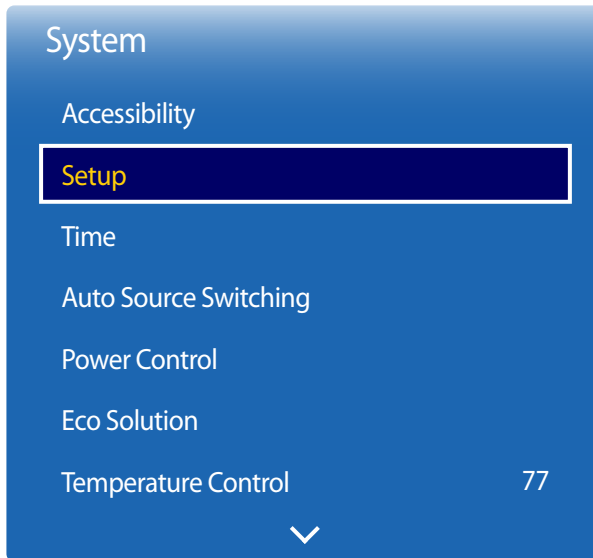 System
Accessibility
Setup
Time
Auto Source Switching
Power Control
Eco Solution
Temperature Control 77